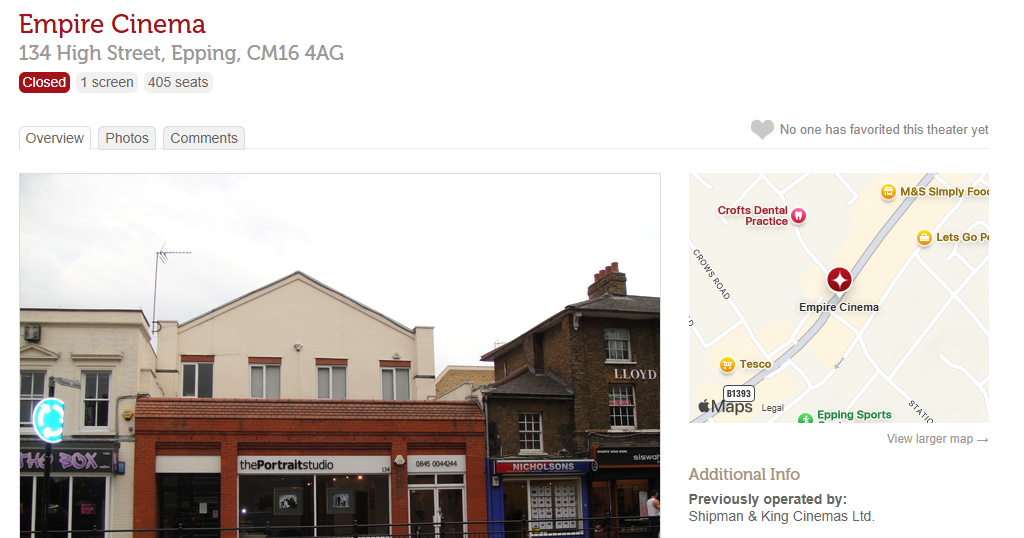 Empire Cinema
134 High Street, Epping, CM16 4AG
Closed 1 screen 405 seats
Overview Photos Comments
No one has favorited this theater yet
THE BOX
thePortraitstudio
134
0845 0044244
NICHOLSONS
LLOYD
M&S Simply Food
Crofts Dental
Practice
Lets Go
CROWS ROAD
Empire Cinema
Tesco
B1393
Maps Legal
STATIO
Epping Sports
View larger map →
Additional Info
Previously operated by:
Shipman & King Cinemas Ltd.